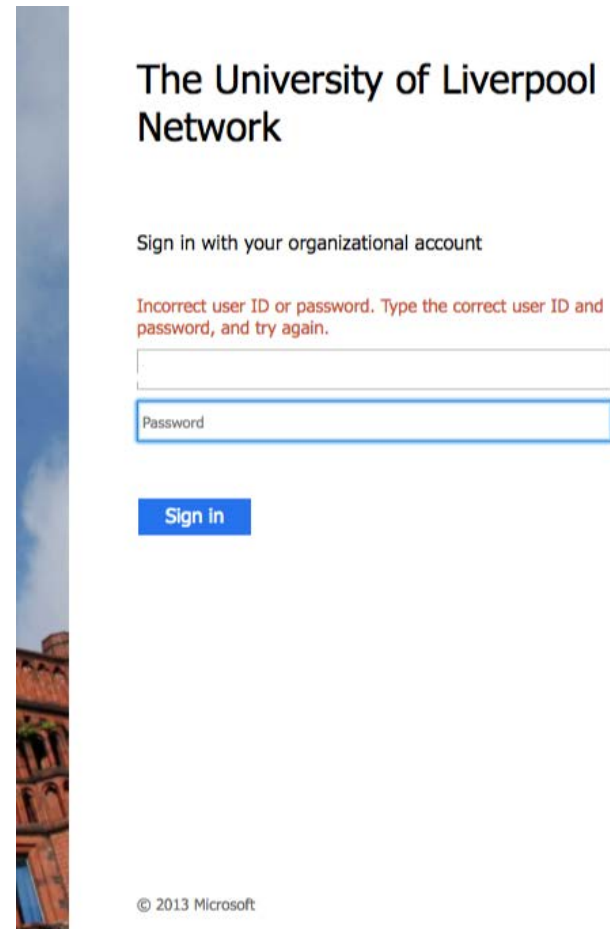 The University of Liverpool
Network
Sign in with your organizational account
Incorrect user ID or password. Type the correct user ID and
password, and try again.
Password
Sign in
© 2013 Microsoft